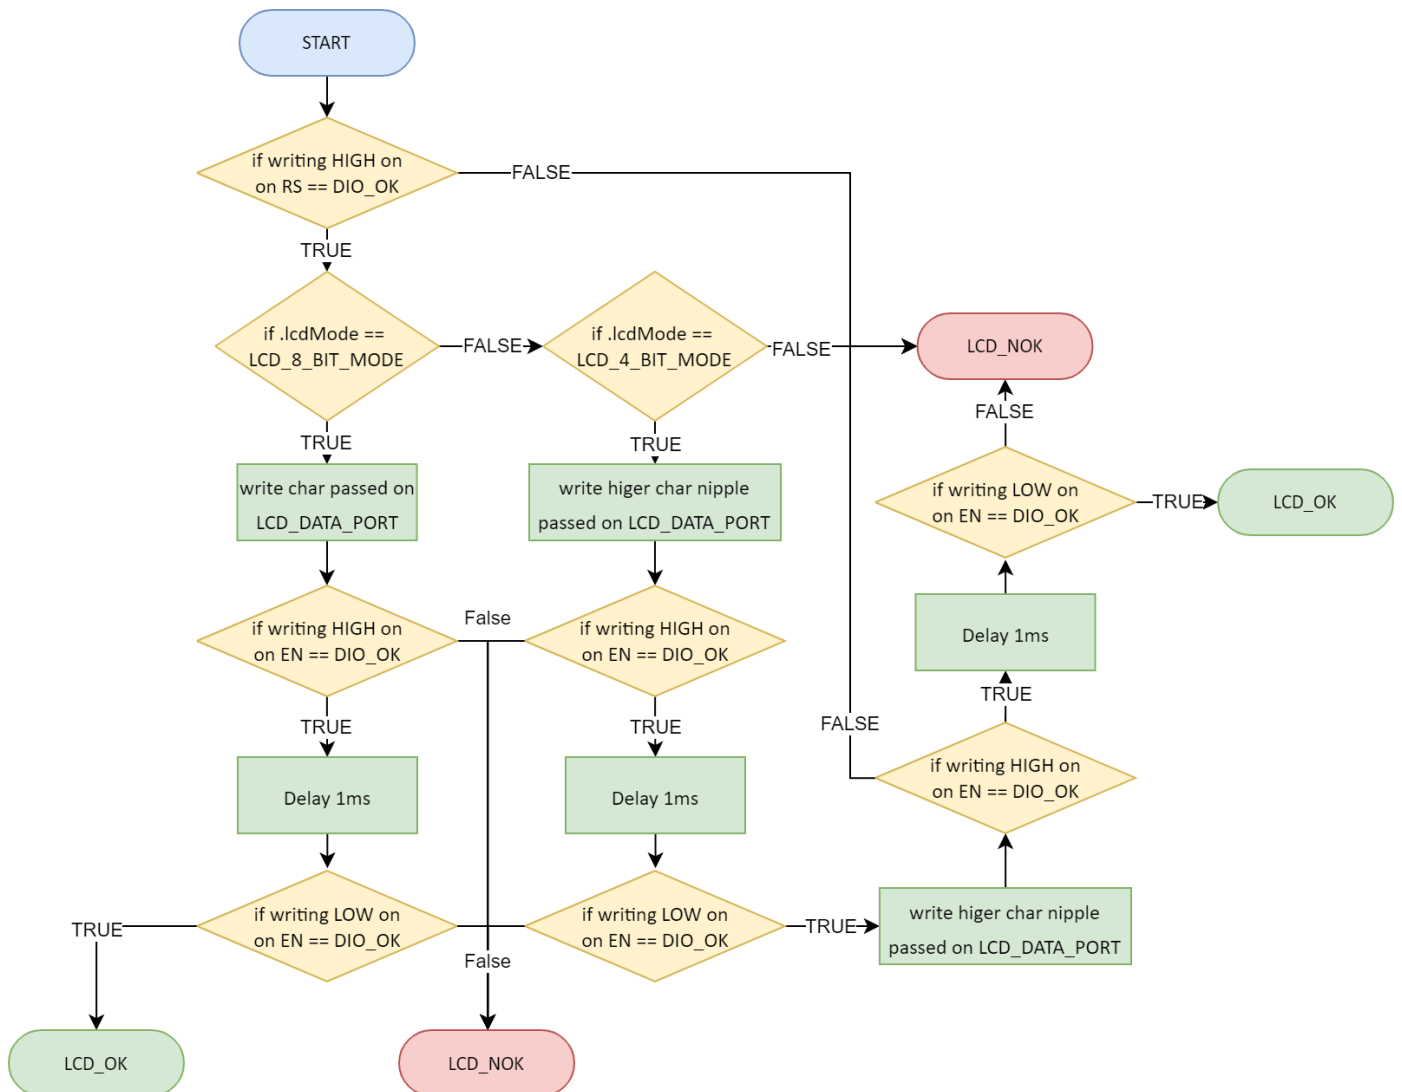 START
if writing HIGH on
on RS == DIO_OK
FALSE
TRUE
if .lcdMode ==
LCD_8_BIT_MODE
FALSE
if .lcdMode ==
LCD_4_BIT_MODE
FALSE
LCD_NOK
TRUE
TRUE
FALSE
write char passed on
LCD_DATA_PORT
write higer char nipple
passed on LCD_DATA_PORT
if writing LOW on
on EN == DIO_OK
TRUE
LCD_OK
if writing HIGH on
on EN == DIO_OK
False
if writing HIGH on
on EN == DIO_OK
Delay 1ms
TRUE
TRUE
FALSE
TRUE
Delay 1ms
Delay 1ms
if writing HIGH on
on EN == DIO_OK
TRUE
if writing LOW on
on EN == DIO_OK
False
if writing LOW on
on EN == DIO_OK
TRUE
write higer char nipple
passed on LCD_DATA_PORT
LCD_OK
LCD_NOK